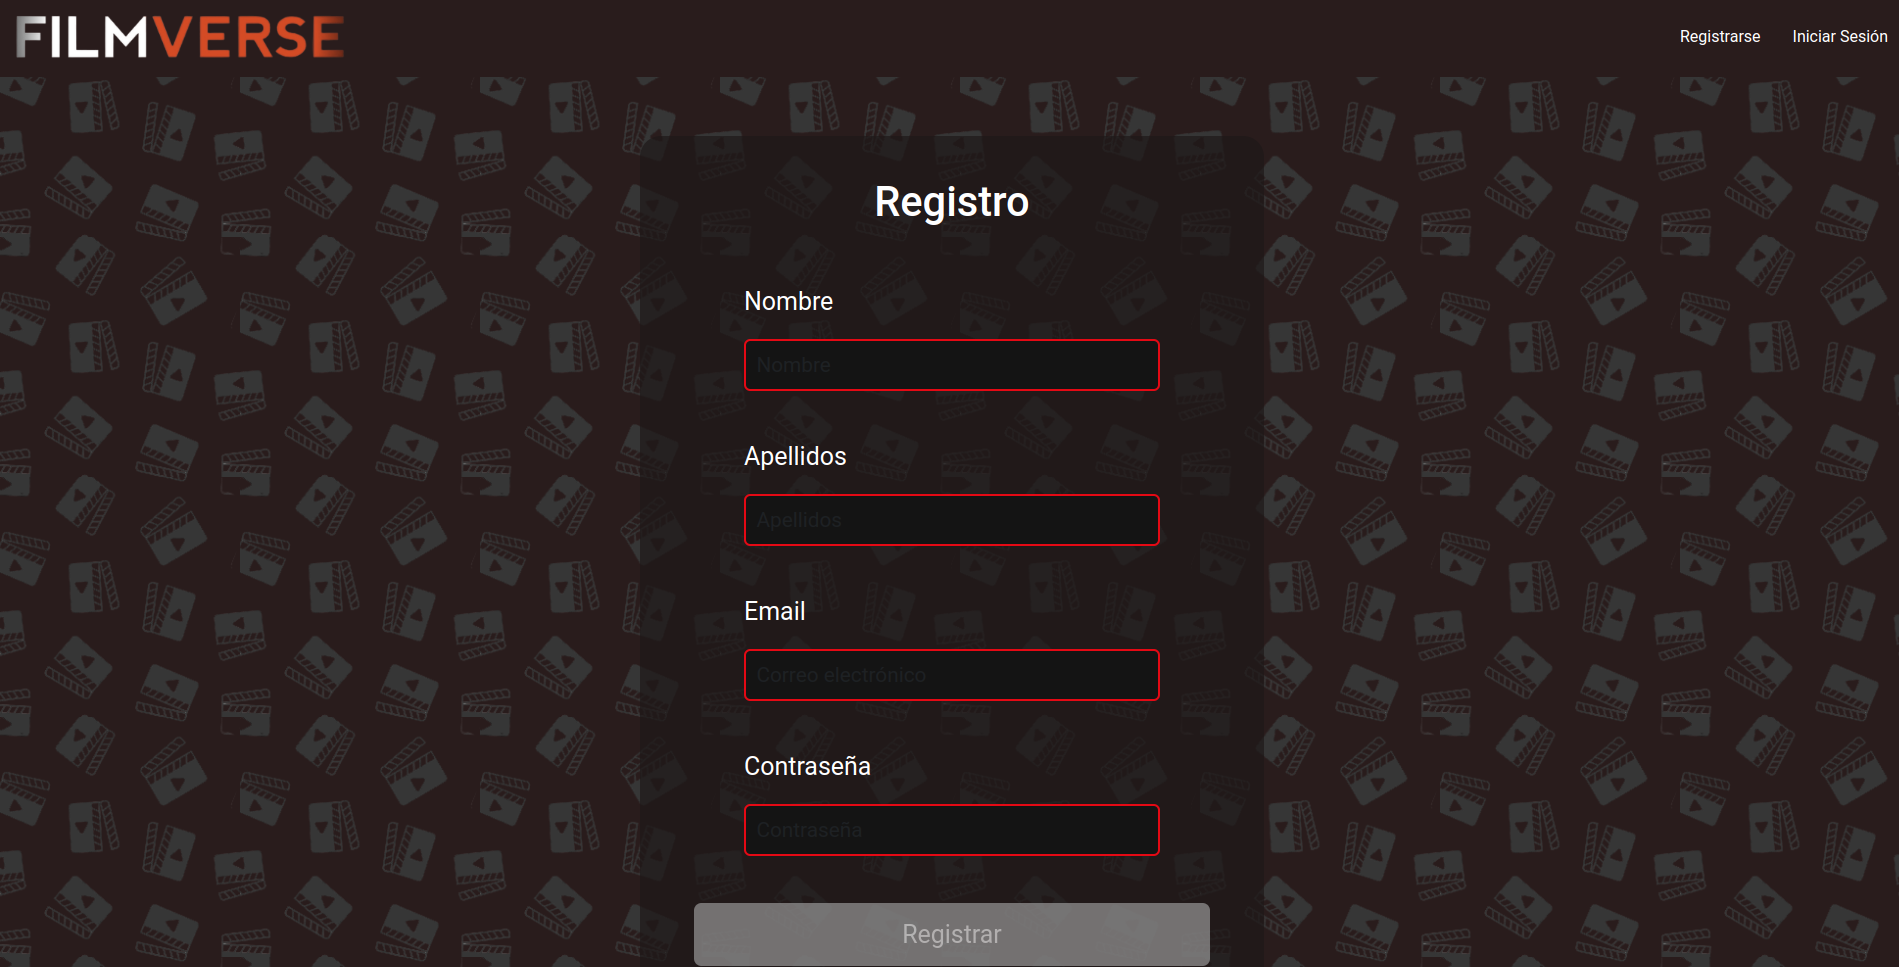 FILMVERSE
Registrarse
Iniciar Sesión
Registro
Nombre
Nombre
Apellidos
Apellidos
Email
Correo electrónico
Contraseña
Contraseña
Registrar